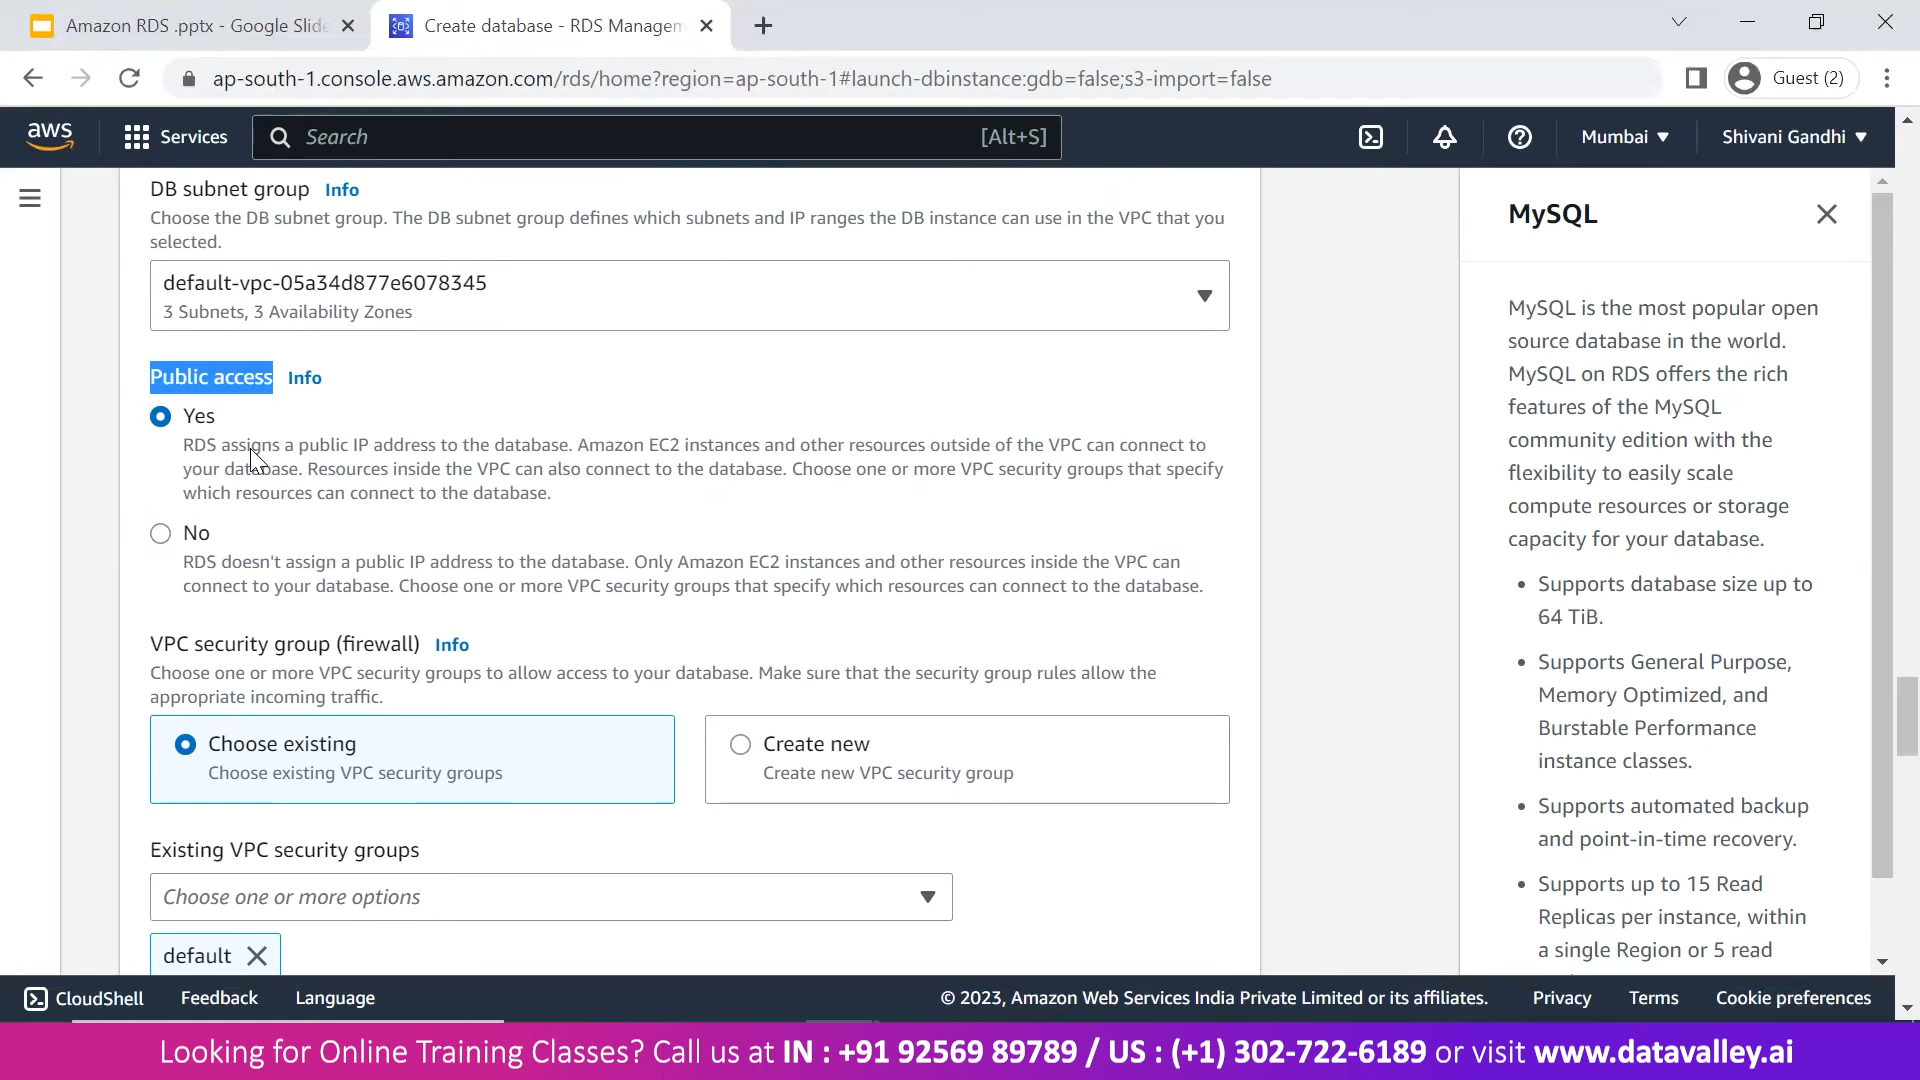 Amazon RDS .pptx - Google Slide
Create database - RDS Managem
ap-south-1.console.aws.amazon.com/rds/home?region=ap-south-1#launch-dbinstance:gdb=false;s3-import=false
Guest (2)
aws
Services
Search
[Alt+S]
Mumbai
Shivani Gandhi
DB subnet group Info
Choose the DB subnet group. The DB subnet group defines which subnets and IP ranges the DB instance can use in the VPC that you
selected.
default-vpc-05a34d877e6078345
3 Subnets, 3 Availability Zones
Public access Info
Yes
RDS assigns a public IP address to the database. Amazon EC2 instances and other resources outside of the VPC can connect to
your database. Resources inside the VPC can also connect to the database. Choose one or more VPC security groups that specify
which resources can connect to the database.
No
RDS doesn't assign a public IP address to the database. Only Amazon EC2 instances and other resources inside the VPC can
connect to your database. Choose one or more VPC security groups that specify which resources can connect to the database.
VPC security group (firewall) Info
Choose one or more VPC security groups to allow access to your database. Make sure that the security group rules allow the
appropriate incoming traffic.
Choose existing
Choose existing VPC security groups
Create new
Create new VPC security group
Existing VPC security groups
Choose one or more options
default
MySQL
MySQL is the most popular open
source database in the world.
MySQL on RDS offers the rich
features of the MySQL
community edition with the
flexibility to easily scale
compute resources or storage
capacity for your database.
• Supports database size up to
64 TiB.
• Supports General Purpose,
Memory Optimized, and
Burstable Performance
instance classes.
• Supports automated backup
and point-in-time recovery.
• Supports up to 15 Read
Replicas per instance, within
a single Region or 5 read
CloudShell
Feedback
Language
© 2023, Amazon Web Services India Private Limited or its affiliates.
Privacy
Terms
Cookie preferences
Looking for Online Training Classes? Call us at IN : +91 92569 89789 / US : (+1) 302-722-6189 or visit www.datavalley.ai